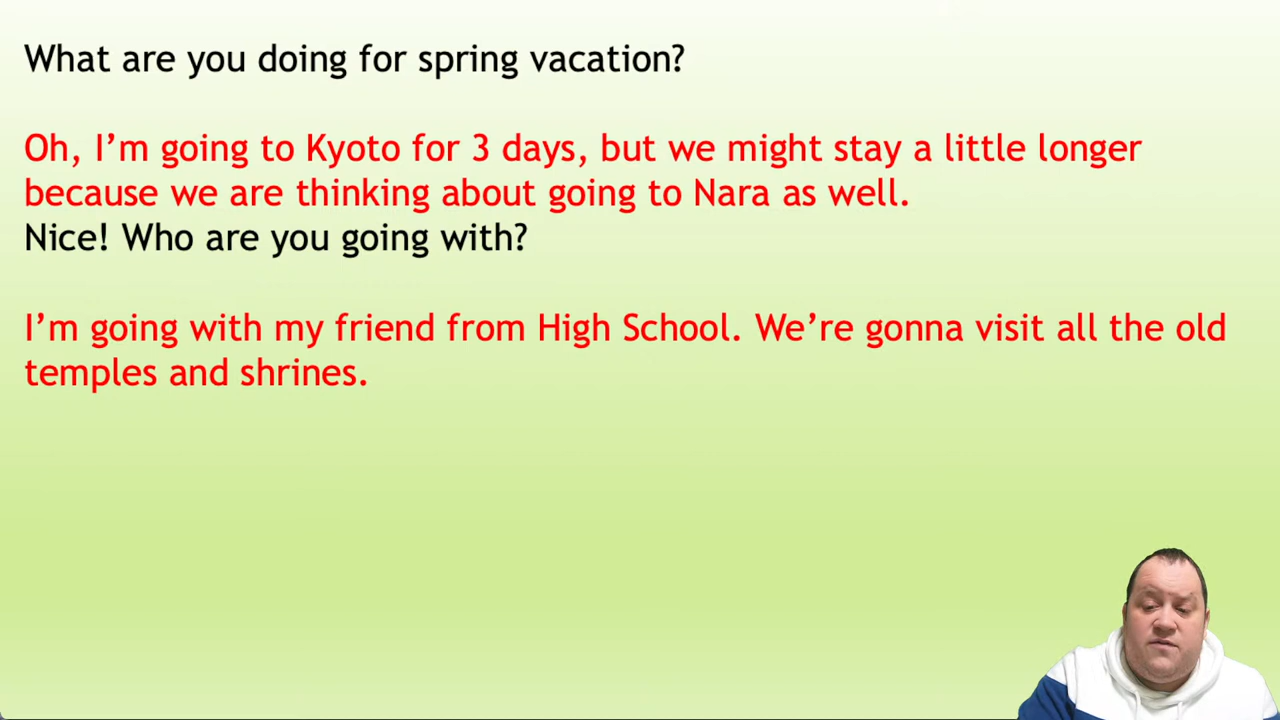 What are you doing for spring vacation?
Oh, I’m going to Kyoto for 3 days, but we might stay a little longer
because we are thinking about going to Nara as well.
Nice! Who are you going with?
I’m going with my friend from High School. We’re gonna visit all the old
temples and shrines.